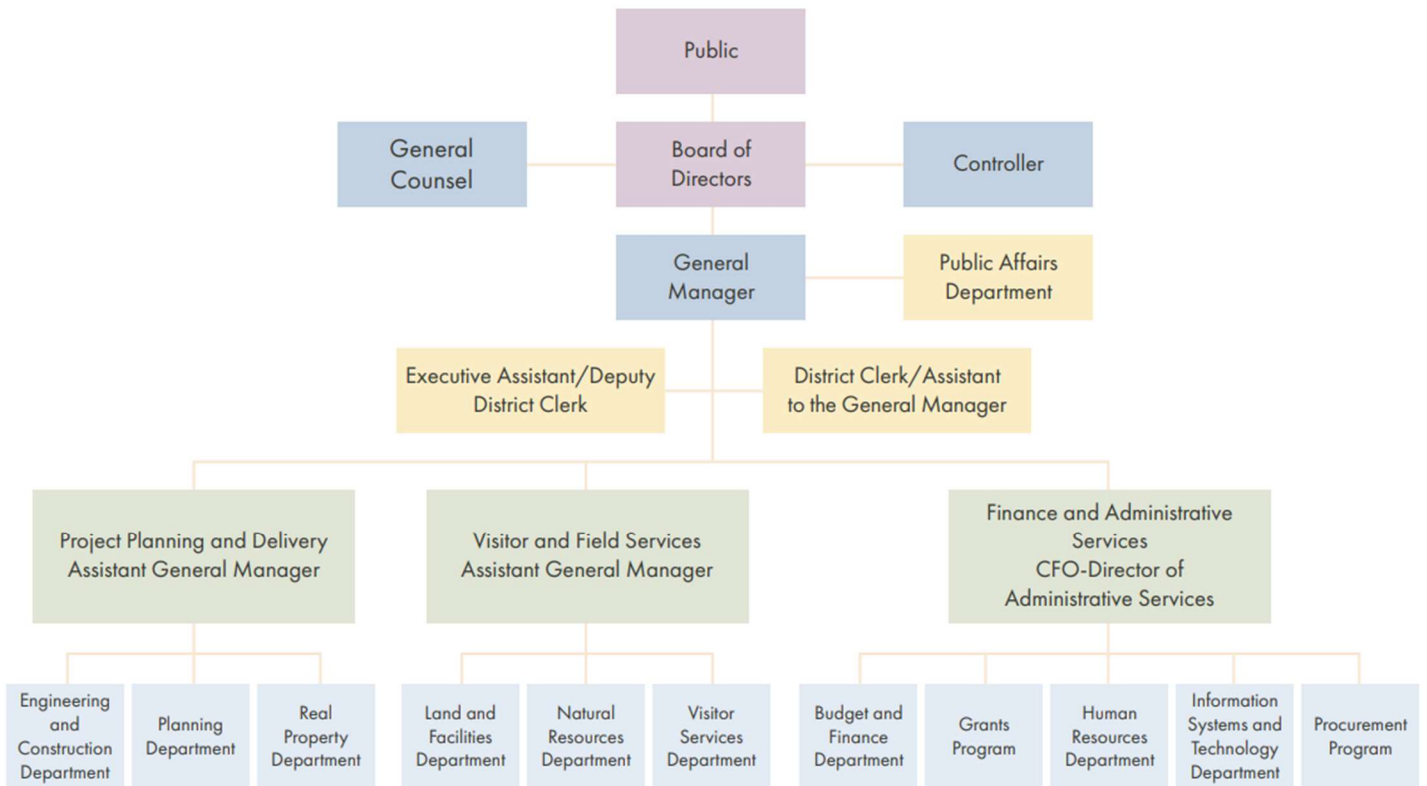 Public
General
Counsel
Board of
Directors
Controller
General
Manager
Public Affairs
Department
Executive Assistant/Deputy
District Clerk
District Clerk/Assistant
to the General Manager
Project Planning and Delivery
Assistant General Manager
Visitor and Field Services
Assistant General Manager
Finance and Administrative
Services
CFO-Director of
Administrative Services
Engineering
and
Construction
Department
Planning
Department
Real
Property
Department
Land and
Facilities
Department
Natural
Resources
Department
Visitor
Services
Department
Budget and
Finance
Department
Grants
Program
Human
Resources
Department
Information
Systems and
Technology
Department
Procurement
Program